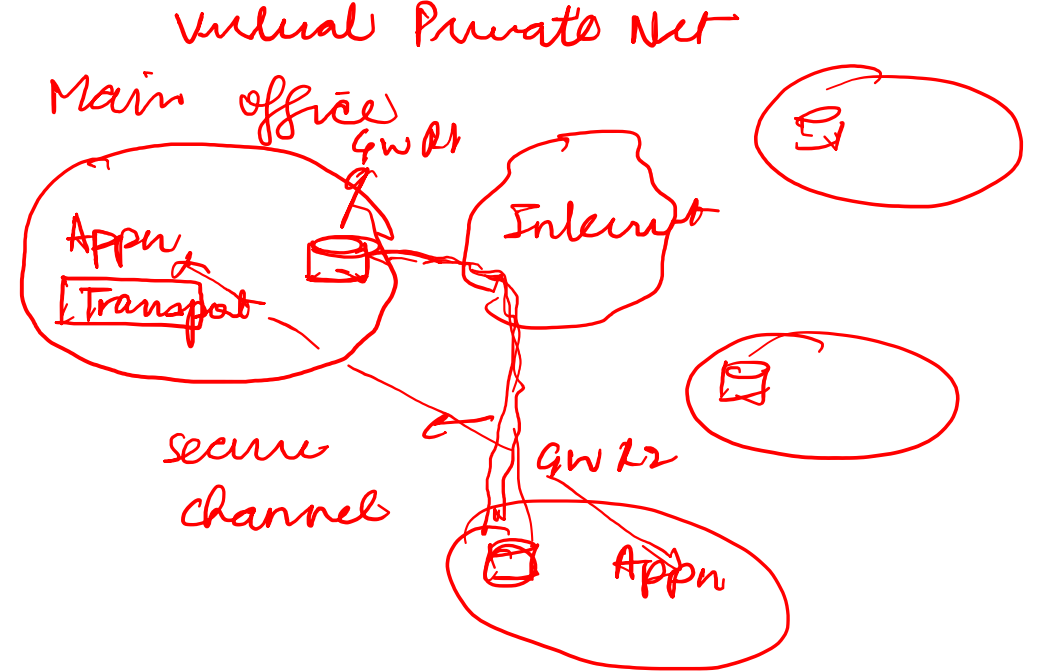 Virtual Private Net
Main office
GW R1
Internet
Appn
Transport
secure
channel
GW R2
Appn